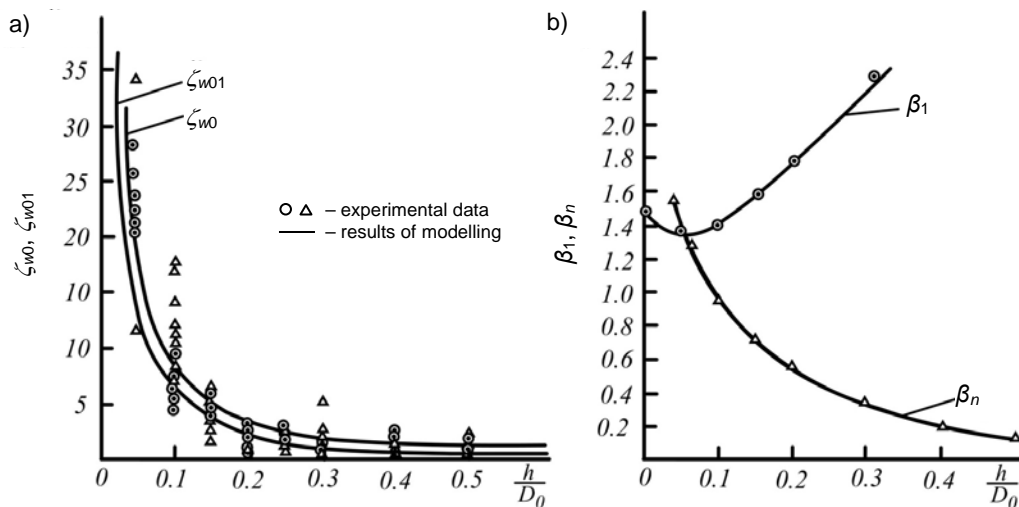 a)
35
30
25
20
10
10
5
0
0.1
0.2
0.3
0.4
0.5
h
D0
ζw0, ζw01
ζw01
ζw0
– experimental data
– results of modelling
b)
2.4
2.2
2.0
1.8
1.6
1.4
1.2
1.0
0.8
0.6
0.4
0.2
0
0.1
0.2
0.3
0.4
h
D0
β1, βn
β1
βn